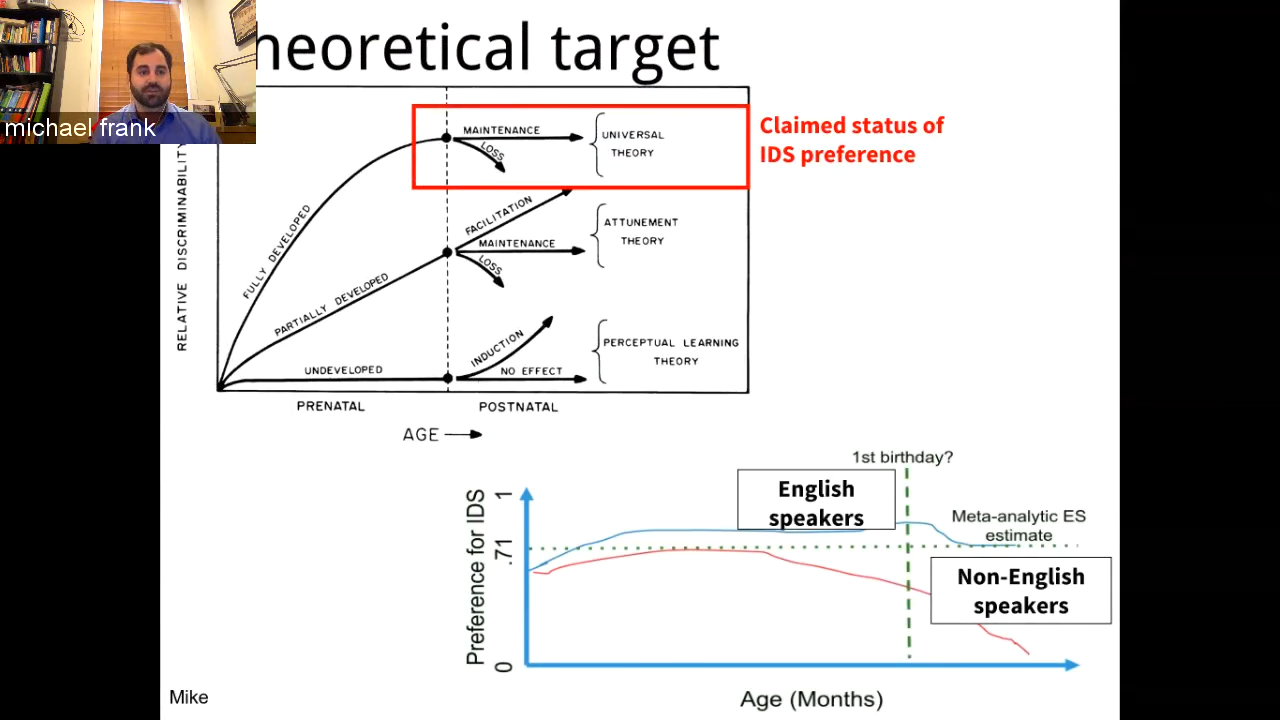 heoretical target
michael frank
RELATIVE DISCRIMINABILITY
FULLY DEVELOPED
MAINTENANCE
LOSS
UNIVERSAL
THEORY
Claimed status of
IDS preference
PARTIALLY DEVELOPED
FACILITATION
MAINTENANCE
LOSS
ATTUNEMENT
THEORY
UNDEVELOPED
INDUCTION
NO EFFECT
PERCEPTUAL LEARNING
THEORY
PRENATAL
POSTNATAL
AGE
1st birthday?
English
speakers
Meta-analytic ES
estimate
Non-English
speakers
Preference for IDS
1
.71
0
Age (Months)
Mike